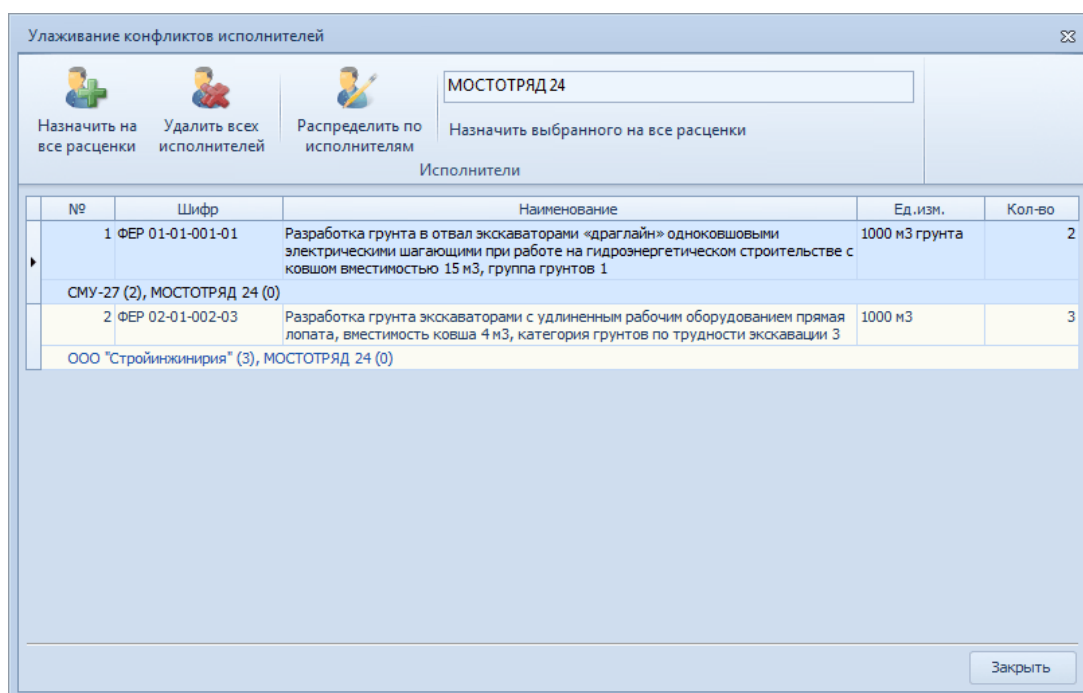 Улаживание конфликтов исполнителей
МОСТОТРЯД 24
Назначить на
все расценки
Удалить всех
исполнителей
Распределить по
исполнителям
Назначить выбранного на все расценки
Исполнители
№ Шифр Наименование Ед.изм. Кол-во
1 ФЕР 01-01-001-01 Разработка грунта в отвал экскаваторами «драглайн» одноковшовыми 1000 м3 грунта 2
электрическими шагающими при работе на гидроэнергетическом строительстве с
ковшом вместимостью 15 м3, группа грунтов 1
СМУ-27 (2), МОСТОТРЯД 24 (0)
2 ФЕР 02-01-002-03 Разработка грунта экскаваторами с удлиненным рабочим оборудованием прямая 1000 м3 3
лопата, вместимость ковша 4 м3, категория грунтов по трудности экскавации 3
ООО "Стройинжинирия" (3), МОСТОТРЯД 24 (0)
Закрыть